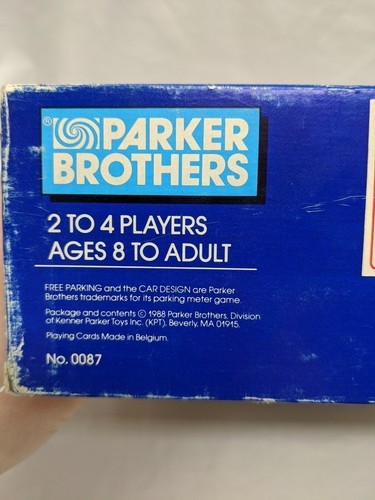 ® PARKER
BROTHERS
2 TO 4 PLAYERS
AGES 8 TO ADULT
FREE PARKING and the CAR DESIGN are Parker
Brothers trademarks for its parking meter game.
Package and contents © 1988 Parker Brothers, Division
of Kenner Parker Toys Inc. (KPT), Beverly, MA 01915.
Playing Cards Made in Belgium.
No. 0087